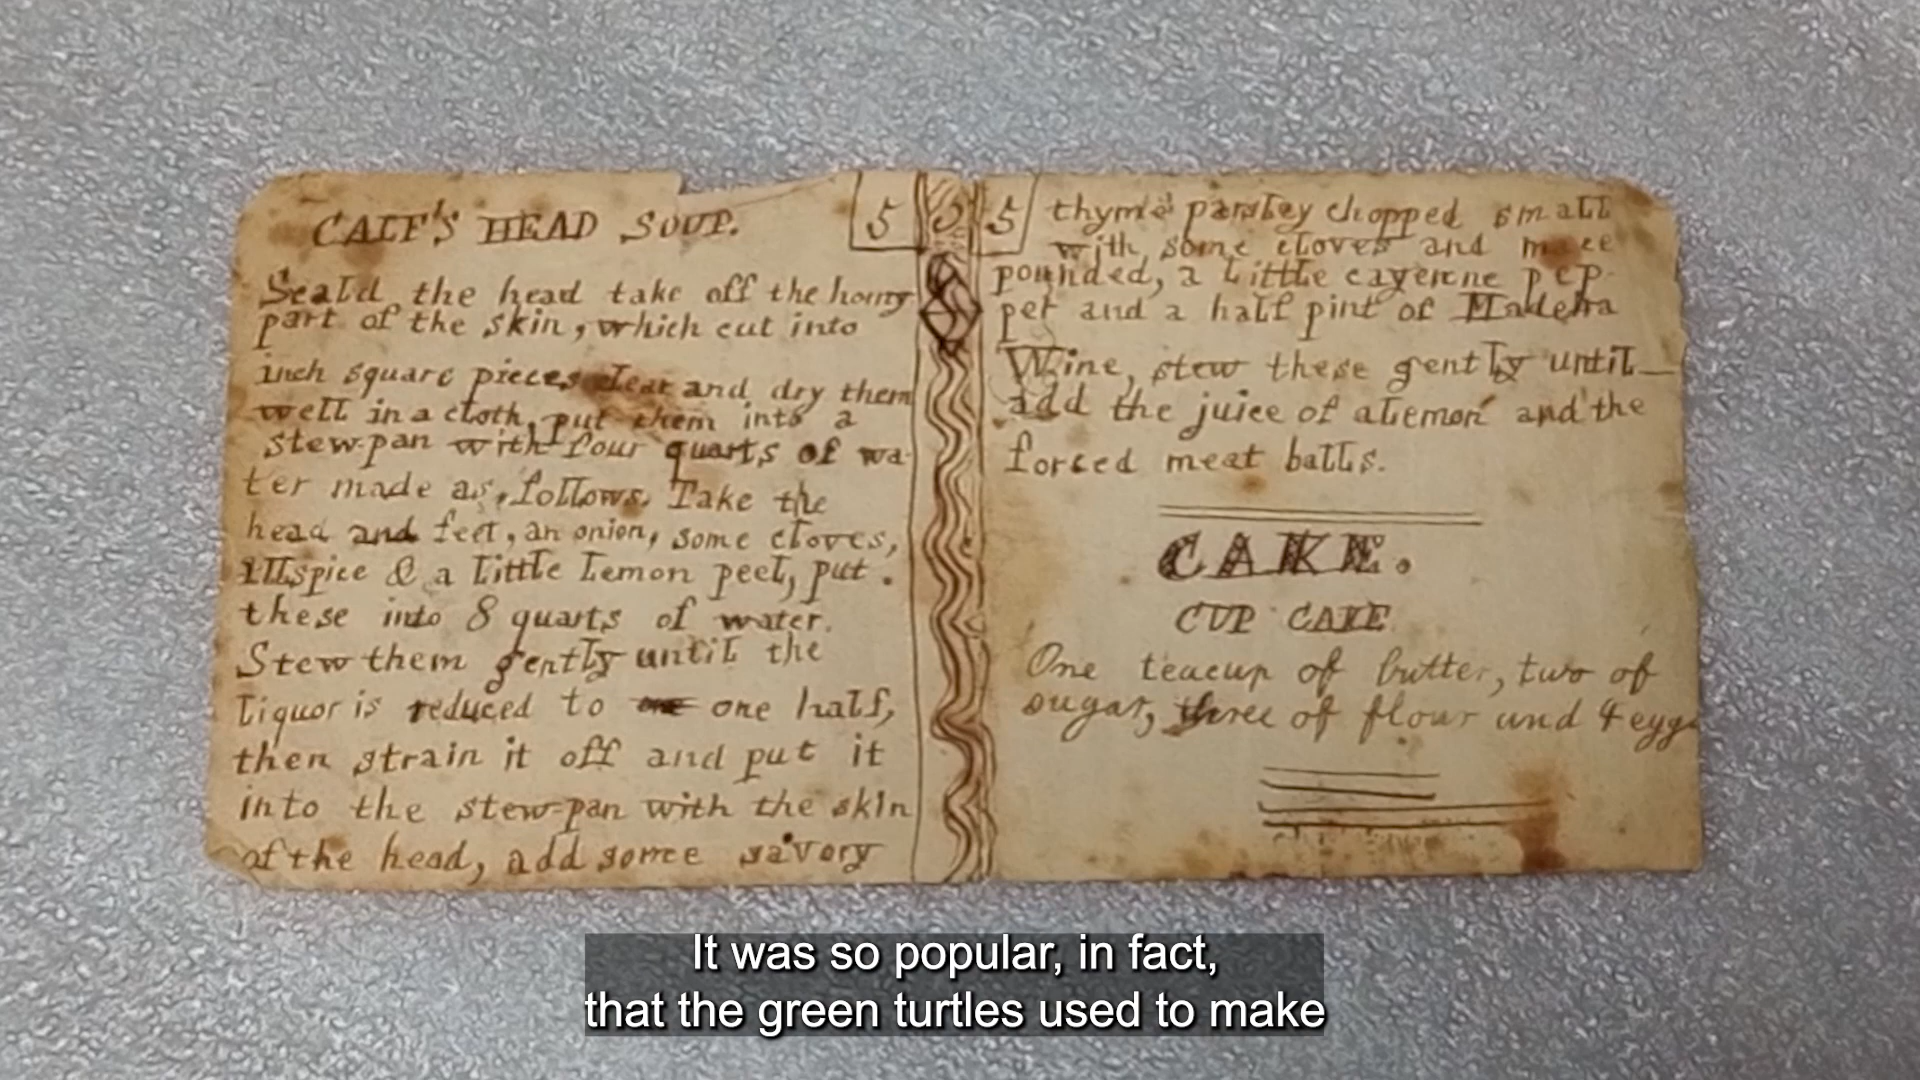 CALF'S HEAD SOUP.
5
Scald the head take off the horny
part of the skin, which cut into
inch square pieces clear and dry them
well in a cloth, put them into a
stew-pan with four quarts of wa-
ter made as follows. Take the
head and feet, an onion, some cloves,
Allspice & a little lemon peel, put
these into 8 quarts of water.
Stew them gently until the
liquor is reduced to one half,
then strain it off and put it
into the stew-pan with the skin
of the head, add some savory
5
5
thyme parsley chopped small
with some cloves and mace
pounded, a little cayenne pep-
per and a half pint of Madeira
Wine, stew these gently until
add the juice of a lemon and the
forced meat balls.
CAKE.
CUP CAKE
One teacup of butter, two of
sugar, three of flour and 4 eggs
It was so popular, in fact,
that the green turtles used to make